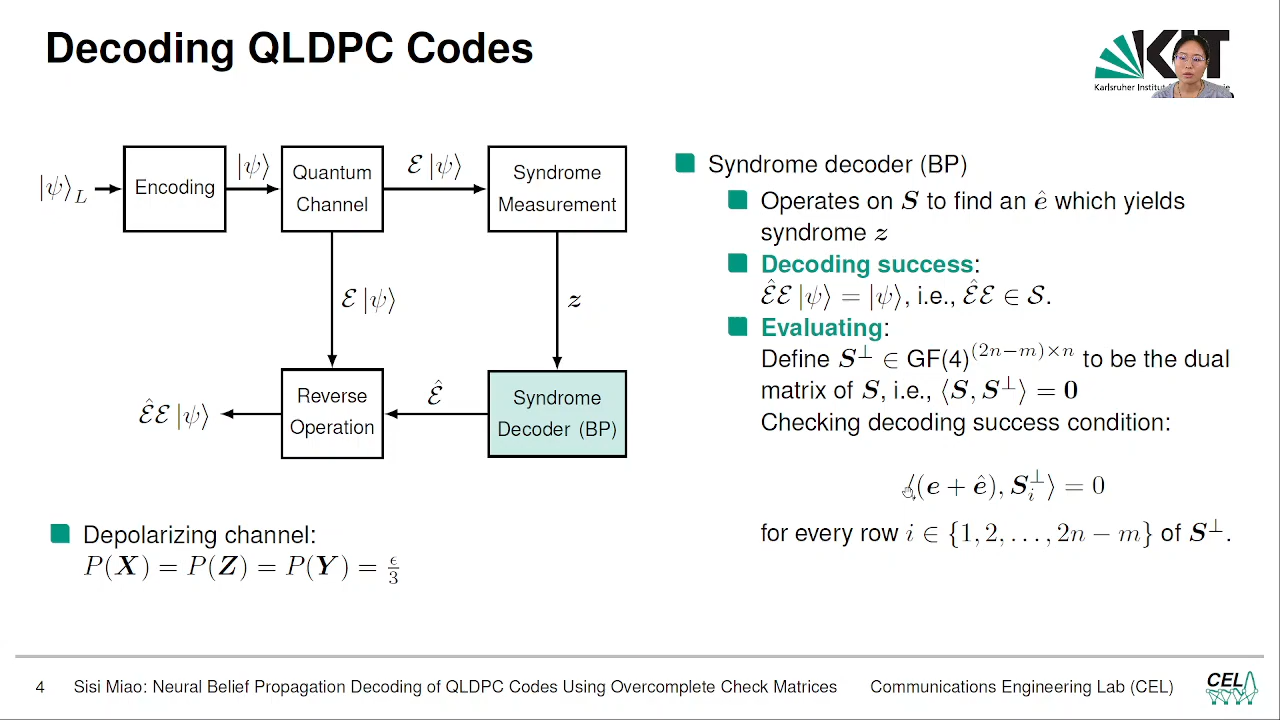 Decoding QLDPC Codes
KIT
Karlsruher Institut
|ψ⟩_L
Encoding
|ψ⟩
Quantum
Channel
ℰ |ψ⟩
Syndrome
Measurement
ℰ |ψ⟩
z
Reverse
Operation
ℰ̂
Syndrome
Decoder (BP)
ℰ̂ℰ |ψ⟩
Depolarizing channel:
P(X) = P(Z) = P(Y) = ϵ/3
Syndrome decoder (BP)
Operates on S to find an ê which yields
syndrome z
Decoding success:
ℰ̂ℰ |ψ⟩ = |ψ⟩, i.e., ℰ̂ℰ ∈ 𝒮.
Evaluating:
Define S^⊥ ∈ GF(4)^{(2n−m)×n} to be the dual
matrix of S, i.e., ⟨S, S^⊥⟩ = 0
Checking decoding success condition:
⟨(e + ê), S_i^⊥⟩ = 0
for every row i ∈ {1, 2, . . . , 2n − m} of S^⊥.
4 Sisi Miao: Neural Belief Propagation Decoding of QLDPC Codes Using Overcomplete Check Matrices Communications Engineering Lab (CEL)
CEL